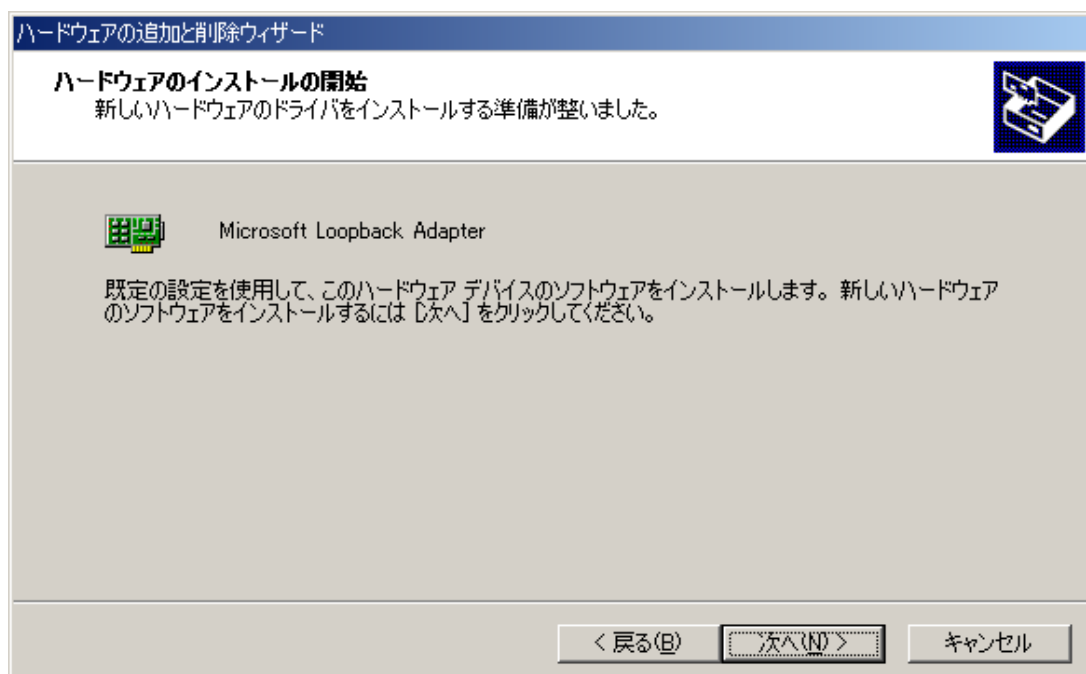 ハードウェアの追加と削除ウィザード
ハードウェアのインストールの開始
新しいハードウェアのドライバをインストールする準備が整いました。
Microsoft Loopback Adapter
既定の設定を使用して、このハードウェア デバイスのソフトウェアをインストールします。新しいハードウェア
のソフトウェアをインストールするには [次へ] をクリックしてください。
< 戻る(B)
次へ(N) >
キャンセル